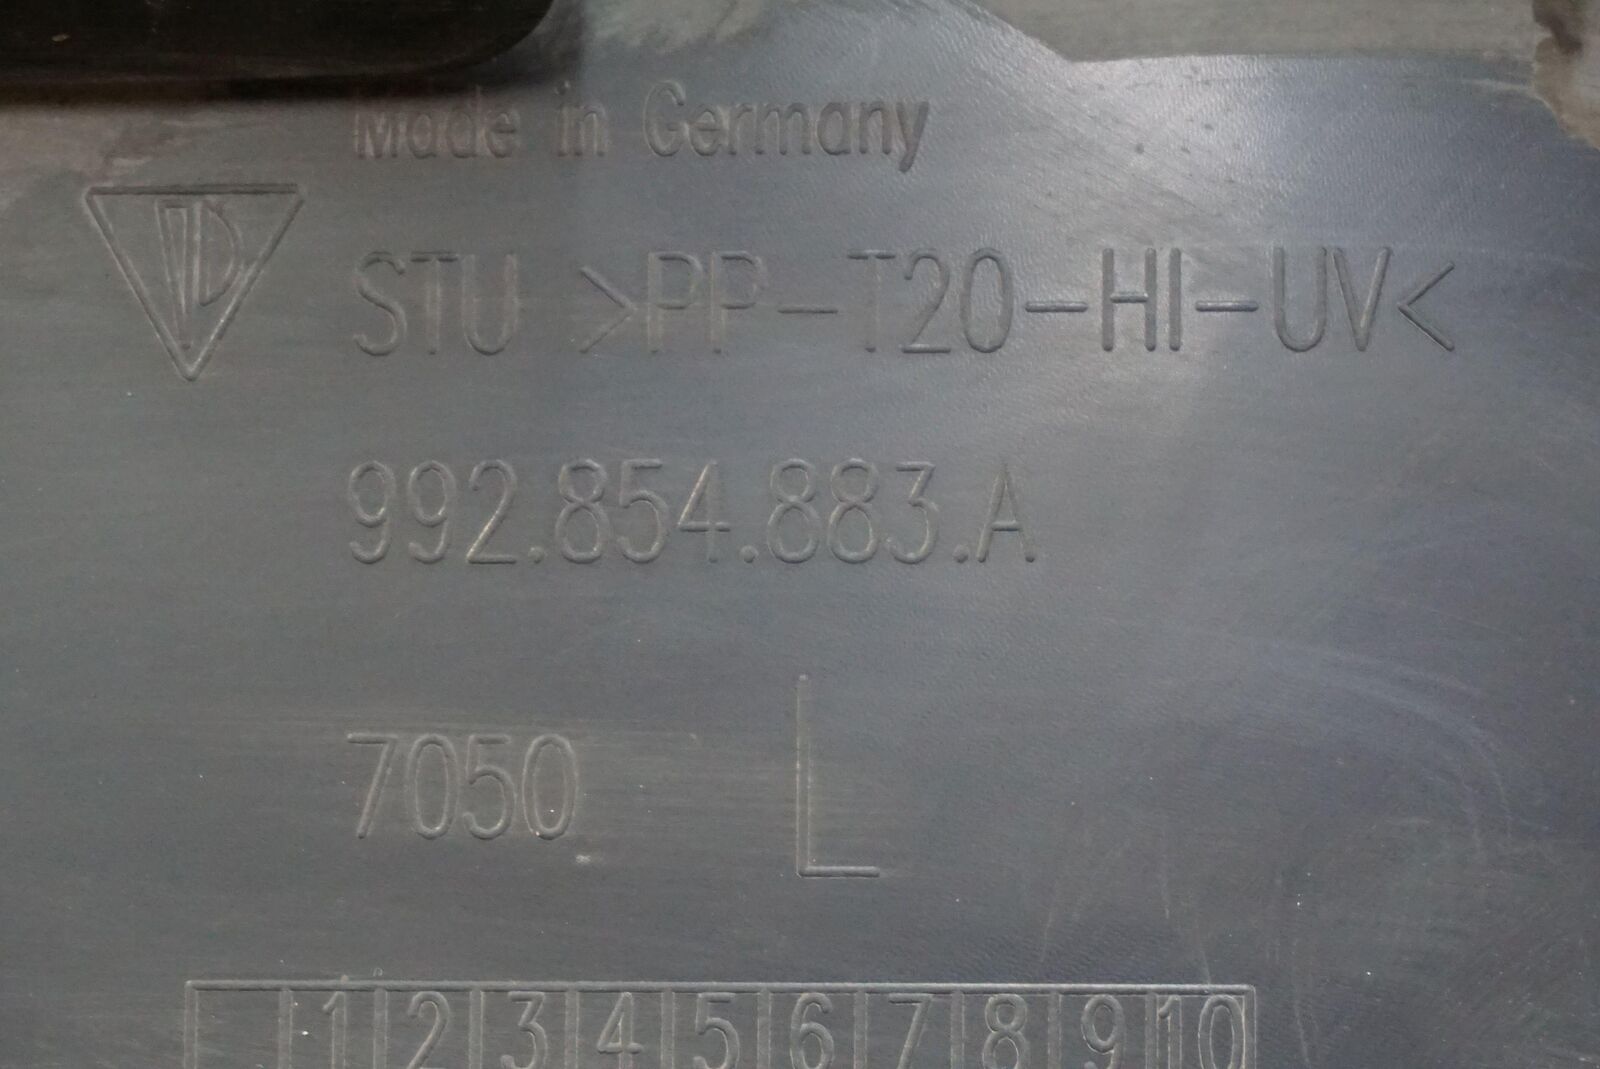 Made in Germany
STU >PP-T20-HI-UV<
992.854.883.A
7050 L
1 2 3 4 5 6 7 8 9 10